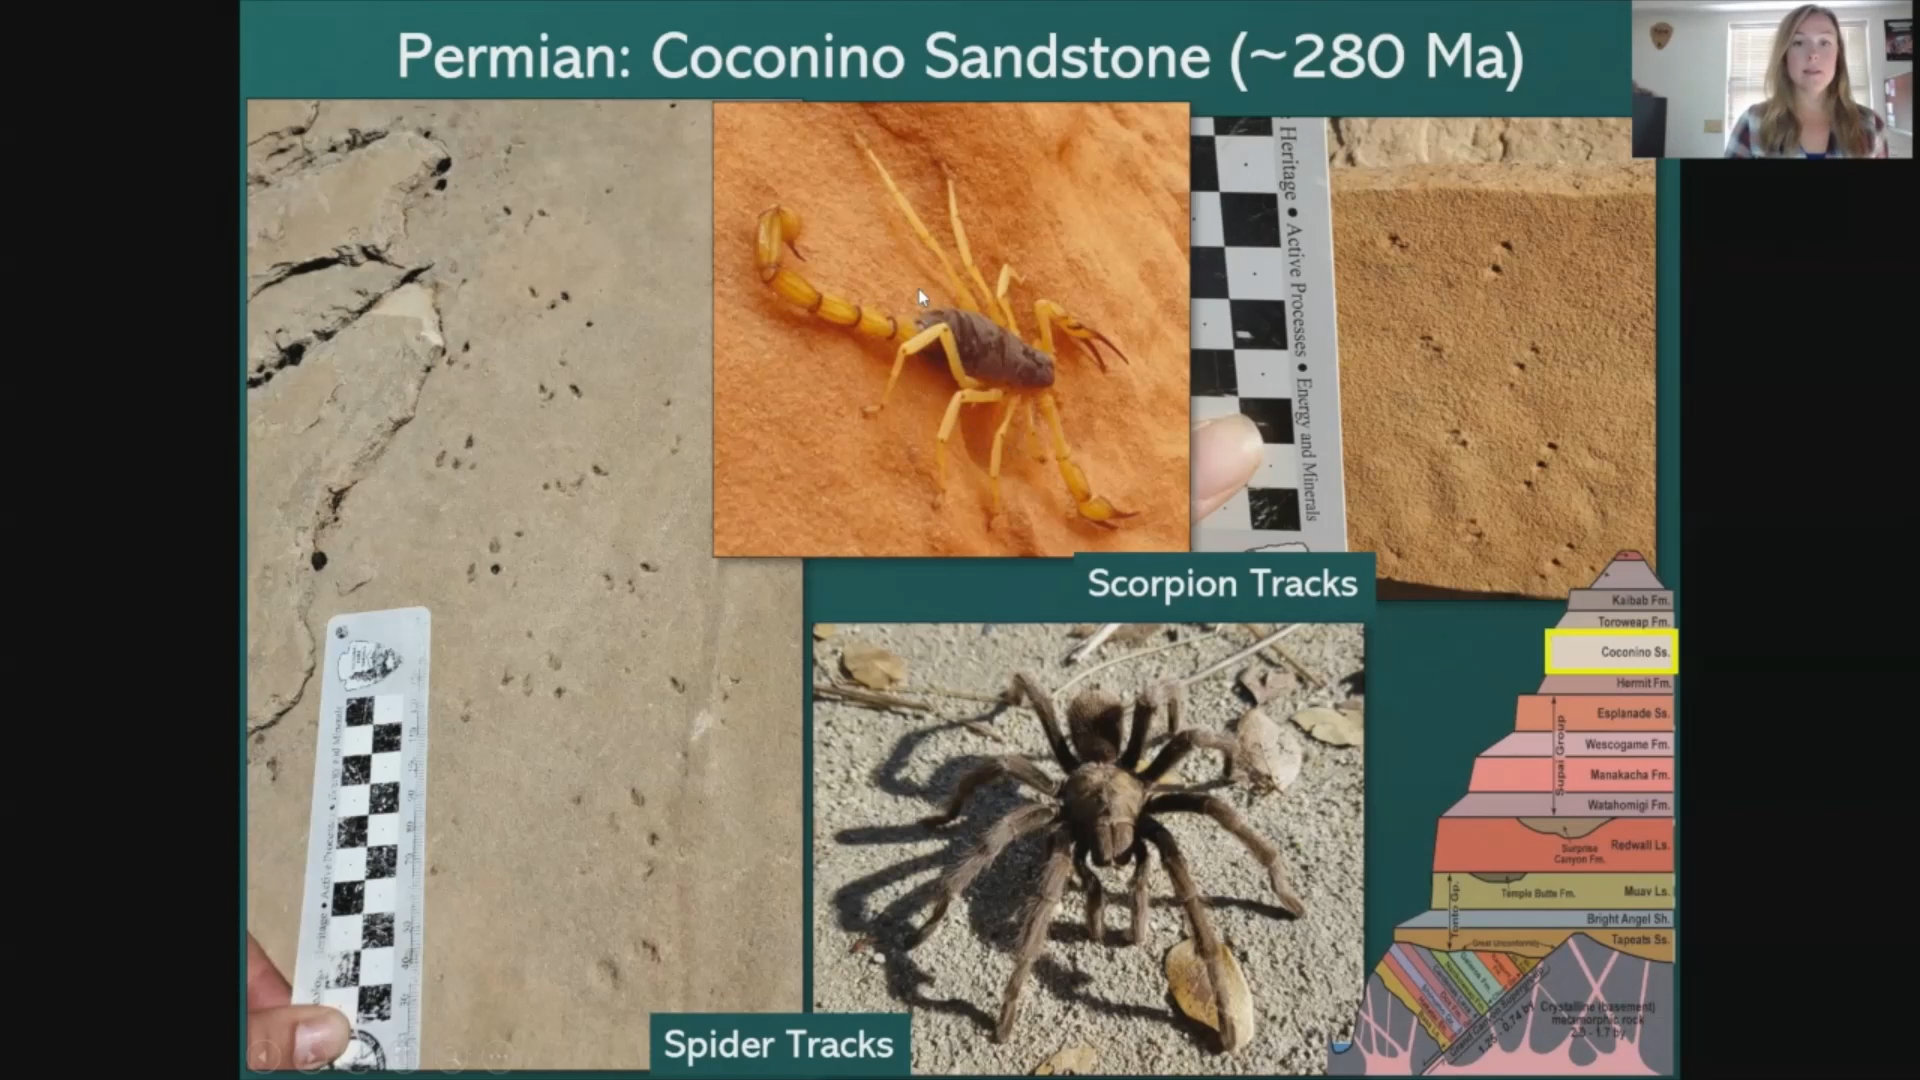 Permian: Coconino Sandstone (~280 Ma)
Heritage • Active Processes • Energy and Minerals
Scorpion Tracks
Spider Tracks
Kaibab Fm.
Toroweap Fm.
Coconino Ss.
Hermit Fm.
Esplanade Ss.
Supai Group
Wescogame Fm.
Manakacha Fm.
Watahomigi Fm.
Redwall Ls.
Surprise
Canyon Fm.
Temple Butte Fm.
Muav Ls.
Tonto Gp.
Bright Angel Sh.
Tapeats Ss.
Great Unconformity
Crystalline (basement)
metamorphic rock